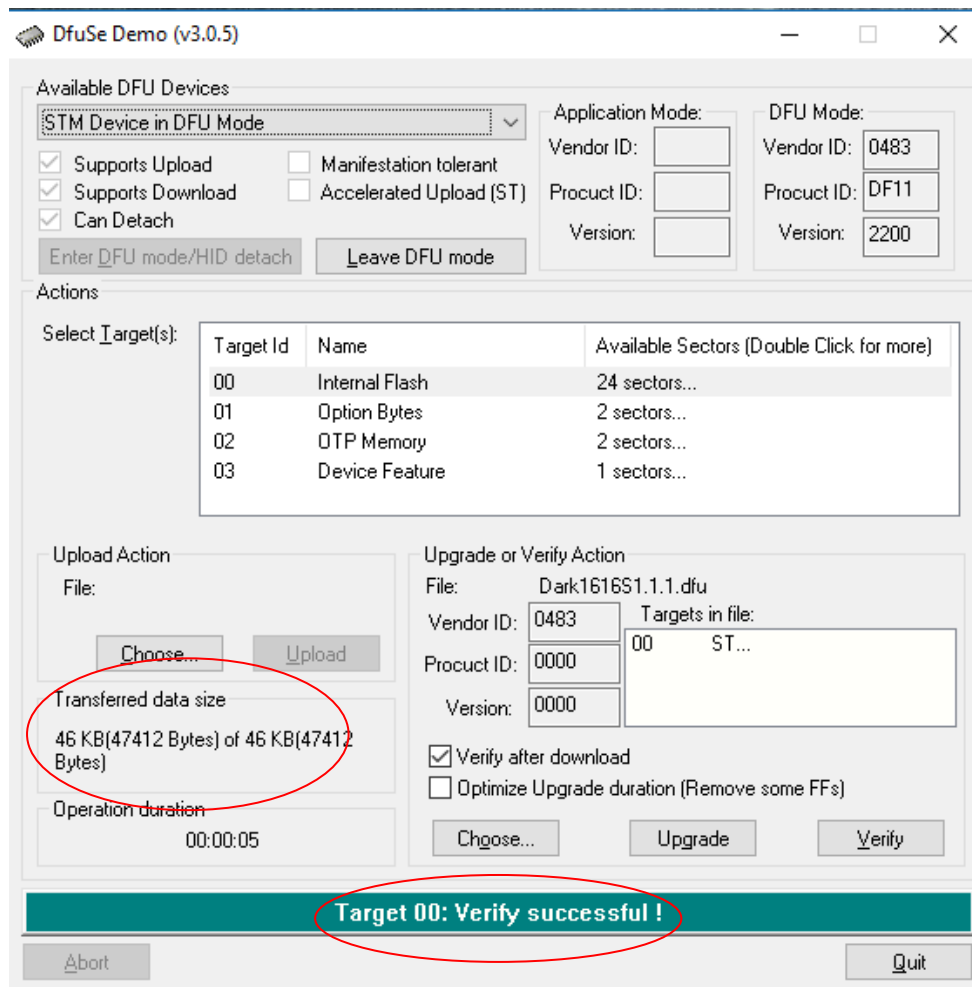 DfuSe Demo (v3.0.5)
Available DFU Devices
STM Device in DFU Mode
Supports Upload
Manifestation tolerant
Supports Download
Accelerated Upload (ST)
Can Detach
Enter DFU mode/HID detach
Leave DFU mode
Application Mode:
Vendor ID:
Procuct ID:
Version:
DFU Mode:
Vendor ID: 0483
Procuct ID: DF11
Version: 2200
Actions
Select Target(s):
Target Id Name Available Sectors (Double Click for more)
00 Internal Flash 24 sectors...
01 Option Bytes 2 sectors...
02 OTP Memory 2 sectors...
03 Device Feature 1 sectors...
Upload Action
File:
Choose...
Upload
Transferred data size
46 KB(47412 Bytes) of 46 KB(47412
Bytes)
Operation duration
00:00:05
Upgrade or Verify Action
File: Dark1616S1.1.1.dfu
Vendor ID: 0483
Procuct ID: 0000
Version: 0000
Targets in file:
00 ST...
Verify after download
Optimize Upgrade duration (Remove some FFs)
Choose...
Upgrade
Verify
Target 00: Verify successful !
Abort
Quit